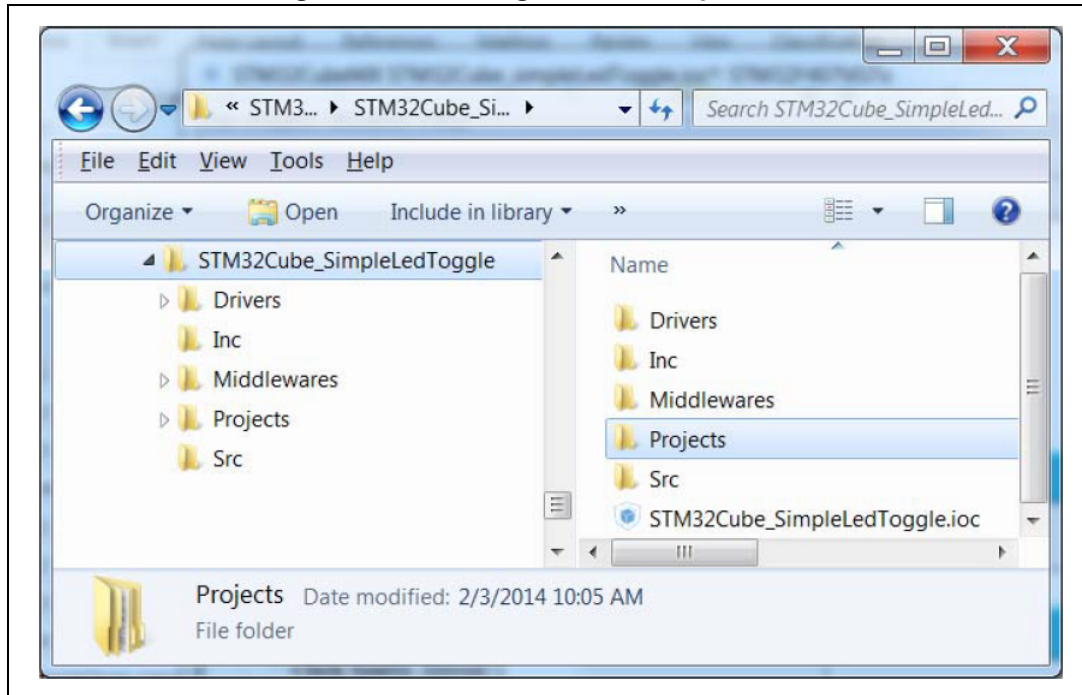 « STM3... ▸ STM32Cube_Si... ▸ Search STM32Cube_SimpleLed...
File Edit View Tools Help
Organize Open Include in library »
STM32Cube_SimpleLedToggle
Drivers
Inc
Middlewares
Projects
Src
Name
Drivers
Inc
Middlewares
Projects
Src
STM32Cube_SimpleLedToggle.ioc
Projects Date modified: 2/3/2014 10:05 AM
File folder